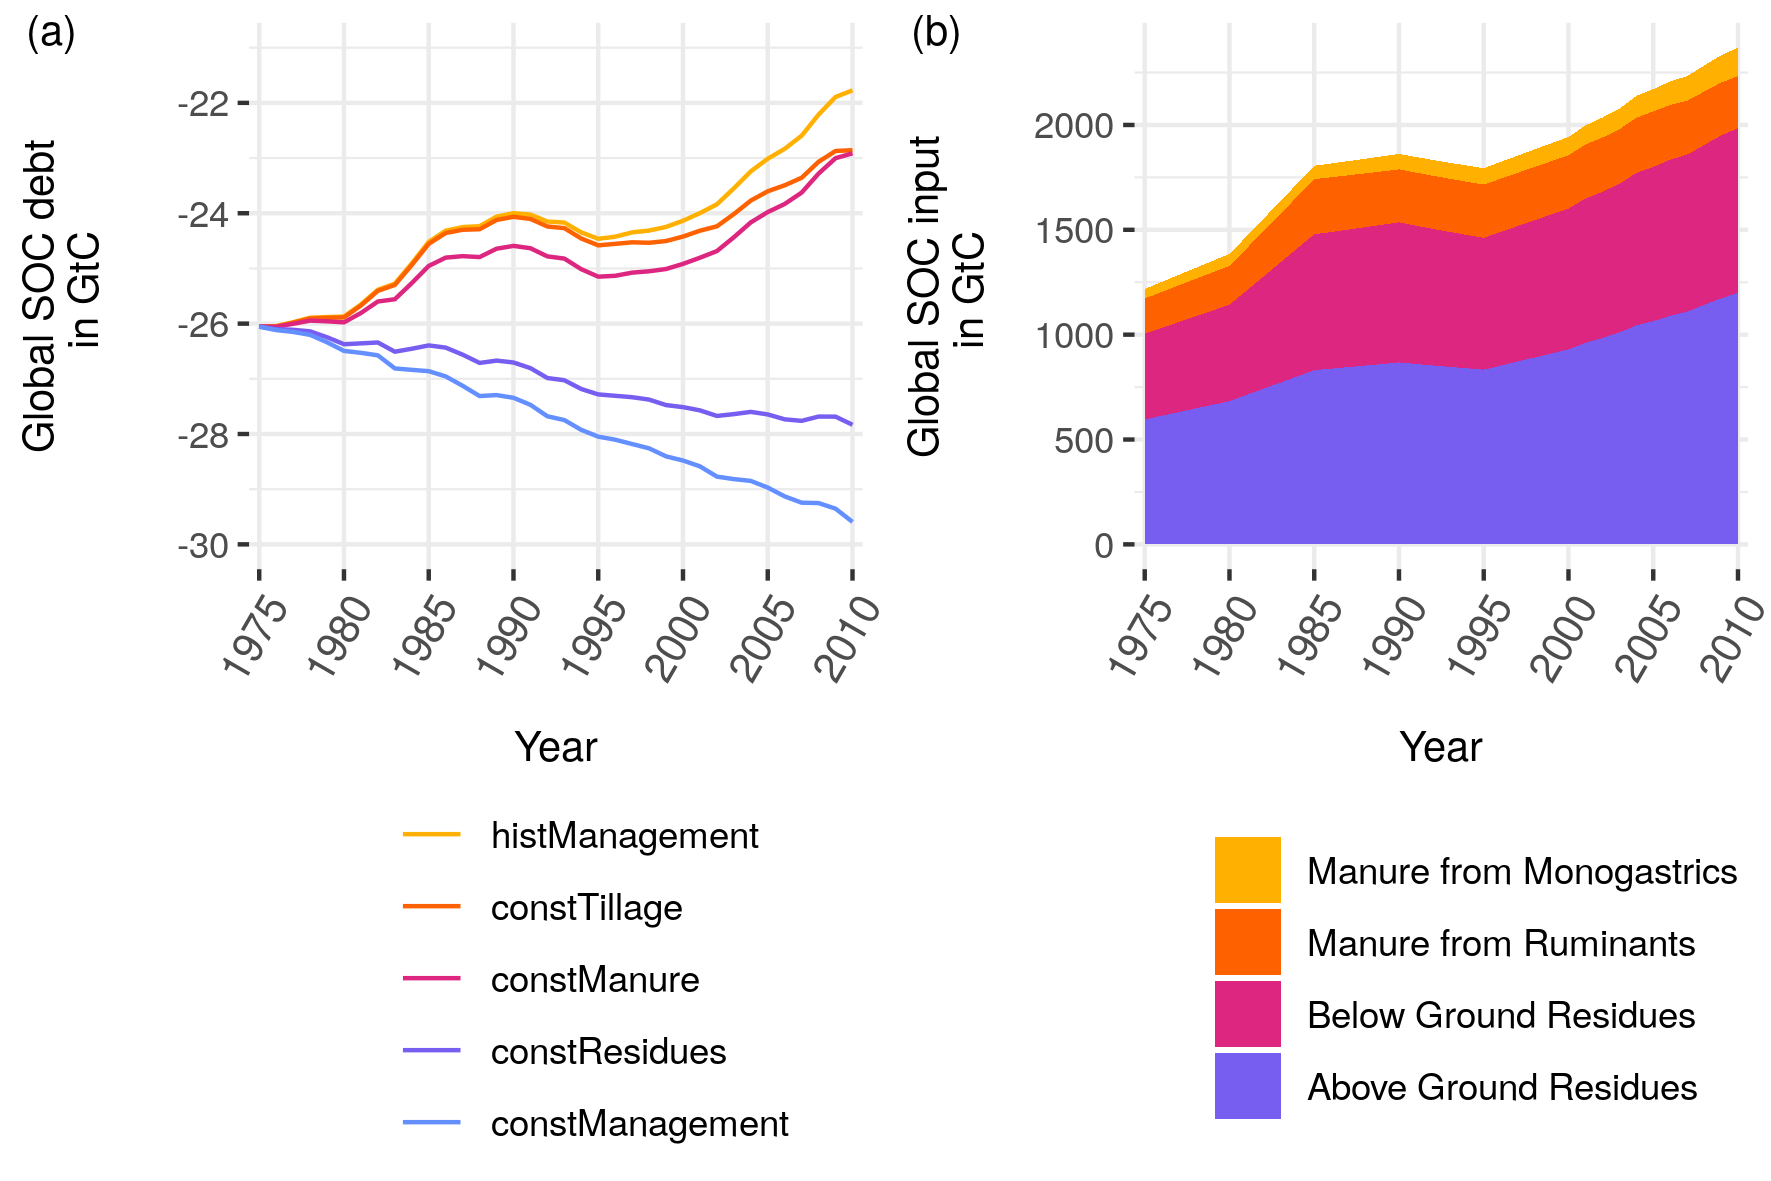 (a)
Global SOC debt
in GtC
-22
-24
-26
-28
-30
1975
1980
1985
1990
1995
2000
2005
2010
Year
histManagement
constTillage
constManure
constResidues
constManagement
(b)
Global SOC input
in GtC
2000
1500
1000
500
0
1975
1980
1985
1990
1995
2000
2005
2010
Year
Manure from Monogastrics
Manure from Ruminants
Below Ground Residues
Above Ground Residues